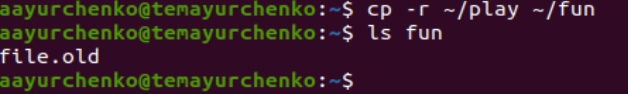 aayurchenko@temayurchenko:~$ cp -r ~/play ~/fun
aayurchenko@temayurchenko:~$ ls fun
file.old
aayurchenko@temayurchenko:~$